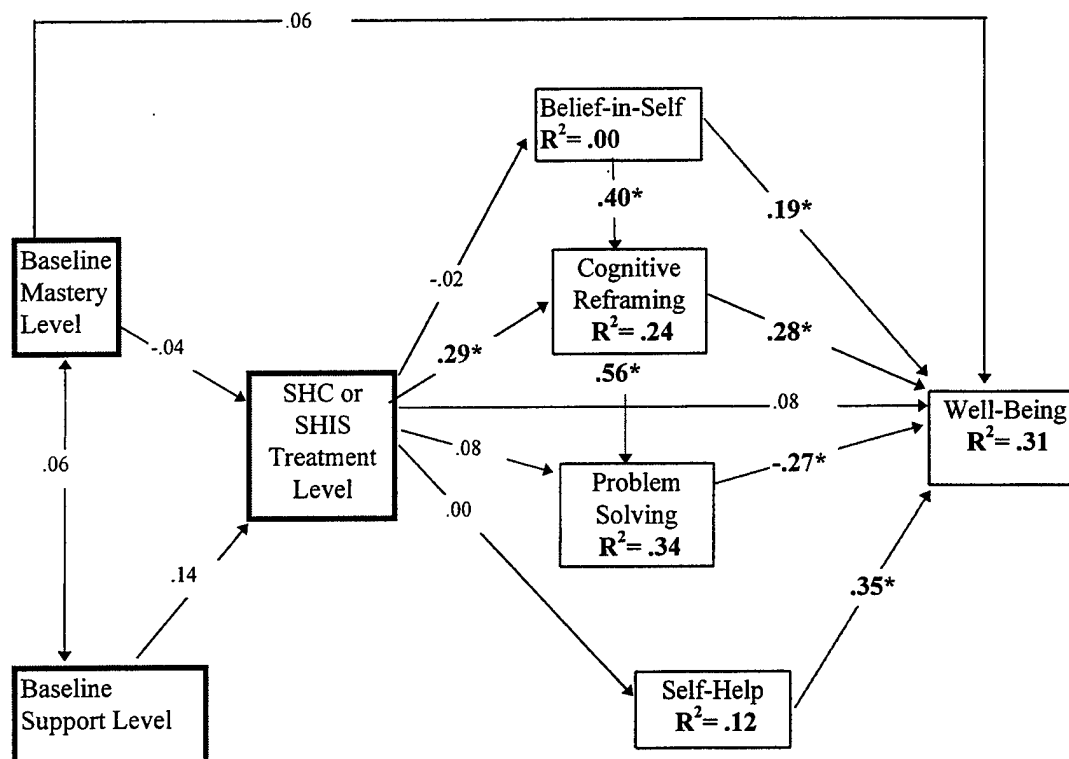 .06
Belief-in-Self
R²= .00
.40*
.19*
Baseline
Mastery
Level
-.02
Cognitive
Reframing
R²= .24
.28*
-.04
.29*
.56*
SHC or
SHIS
Treatment
Level
.08
Well-Being
R²= .31
.06
.08
-.27*
Problem
Solving
R²= .34
.00
.14
.35*
Baseline
Support Level
Self-Help
R²= .12